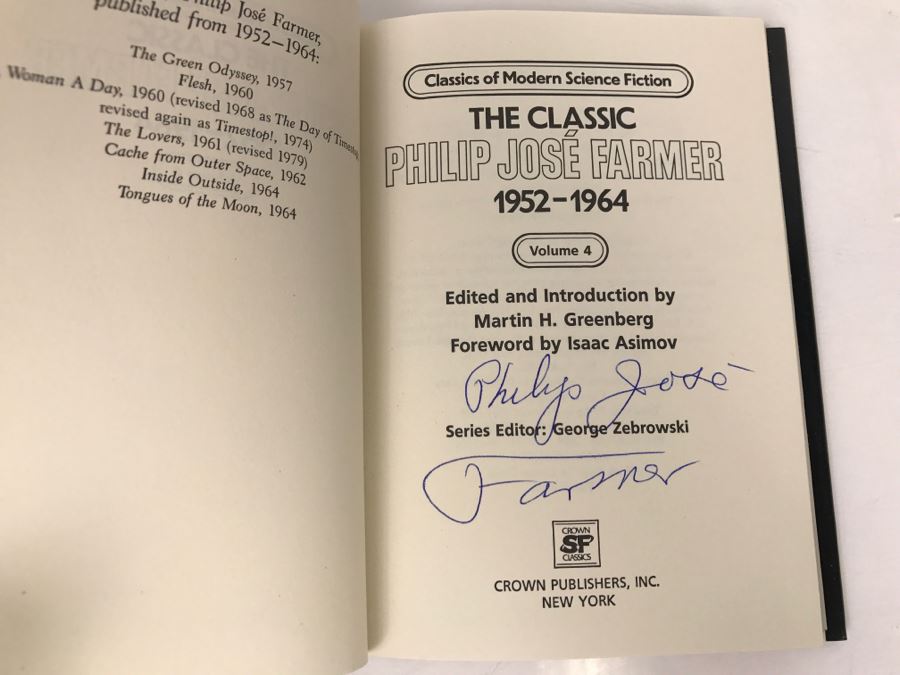 Philip José Farmer,
published from 1952–1964:
The Green Odyssey, 1957
Flesh, 1960
Woman A Day, 1960 (revised 1968 as The Day of Timestop,
revised again as Timestop!, 1974)
The Lovers, 1961 (revised 1979)
Cache from Outer Space, 1962
Inside Outside, 1964
Tongues of the Moon, 1964
Classics of Modern Science Fiction
THE CLASSIC
PHILIP JOSÉ FARMER
1952–1964
Volume 4
Edited and Introduction by
Martin H. Greenberg
Foreword by Isaac Asimov
Philip José
Series Editor: George Zebrowski
Farmer
CROWN
SF
CLASSICS
CROWN PUBLISHERS, INC.
NEW YORK